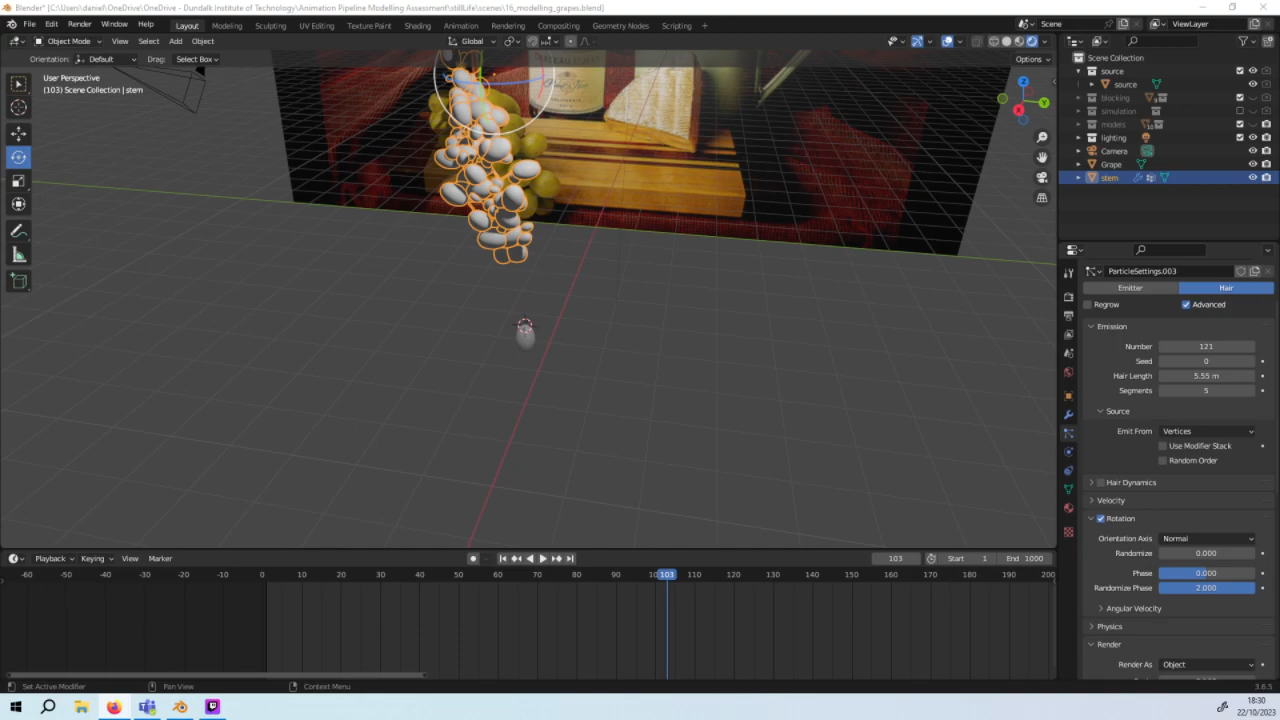 Blender* [C:\Users\daniel\OneDrive\OneDrive - Dundalk Institute of Technology\Animation Pipeline Modelling Assessment\stillLife\scenes\16_modelling_grapes.blend]
File Edit Render Window Help Layout Modeling Sculpting UV Editing Texture Paint Shading Animation Rendering Compositing Geometry Nodes Scripting + Scene ViewLayer
Object Mode View Select Add Object Global
Orientation: Default Drag: Select Box Options
User Perspective
(103) Scene Collection | stem
Z
Y
X
CALIFORNIA
Scene Collection
source
source
blocking
simulation
models
lighting
Camera
Grape
stem
ParticleSettings.003
Emitter Hair
Regrow Advanced
Emission
Number 121
Seed 0
Hair Length 5.55 m
Segments 5
Source
Emit From Vertices
Use Modifier Stack
Random Order
Hair Dynamics
Velocity
Rotation
Orientation Axis Normal
Randomize 0.000
Phase 0.000
Randomize Phase 2.000
Angular Velocity
Physics
Render
Render As Object
Playback Keying View Marker 103 Start 1 End 1000
-60 -50 -40 -30 -20 -10 0 10 20 30 40 50 60 70 80 90 103 110 120 130 140 150 160 170 180 190 200
Set Active Modifier Pan View Context Menu 3.6.5
18:30
22/10/2023